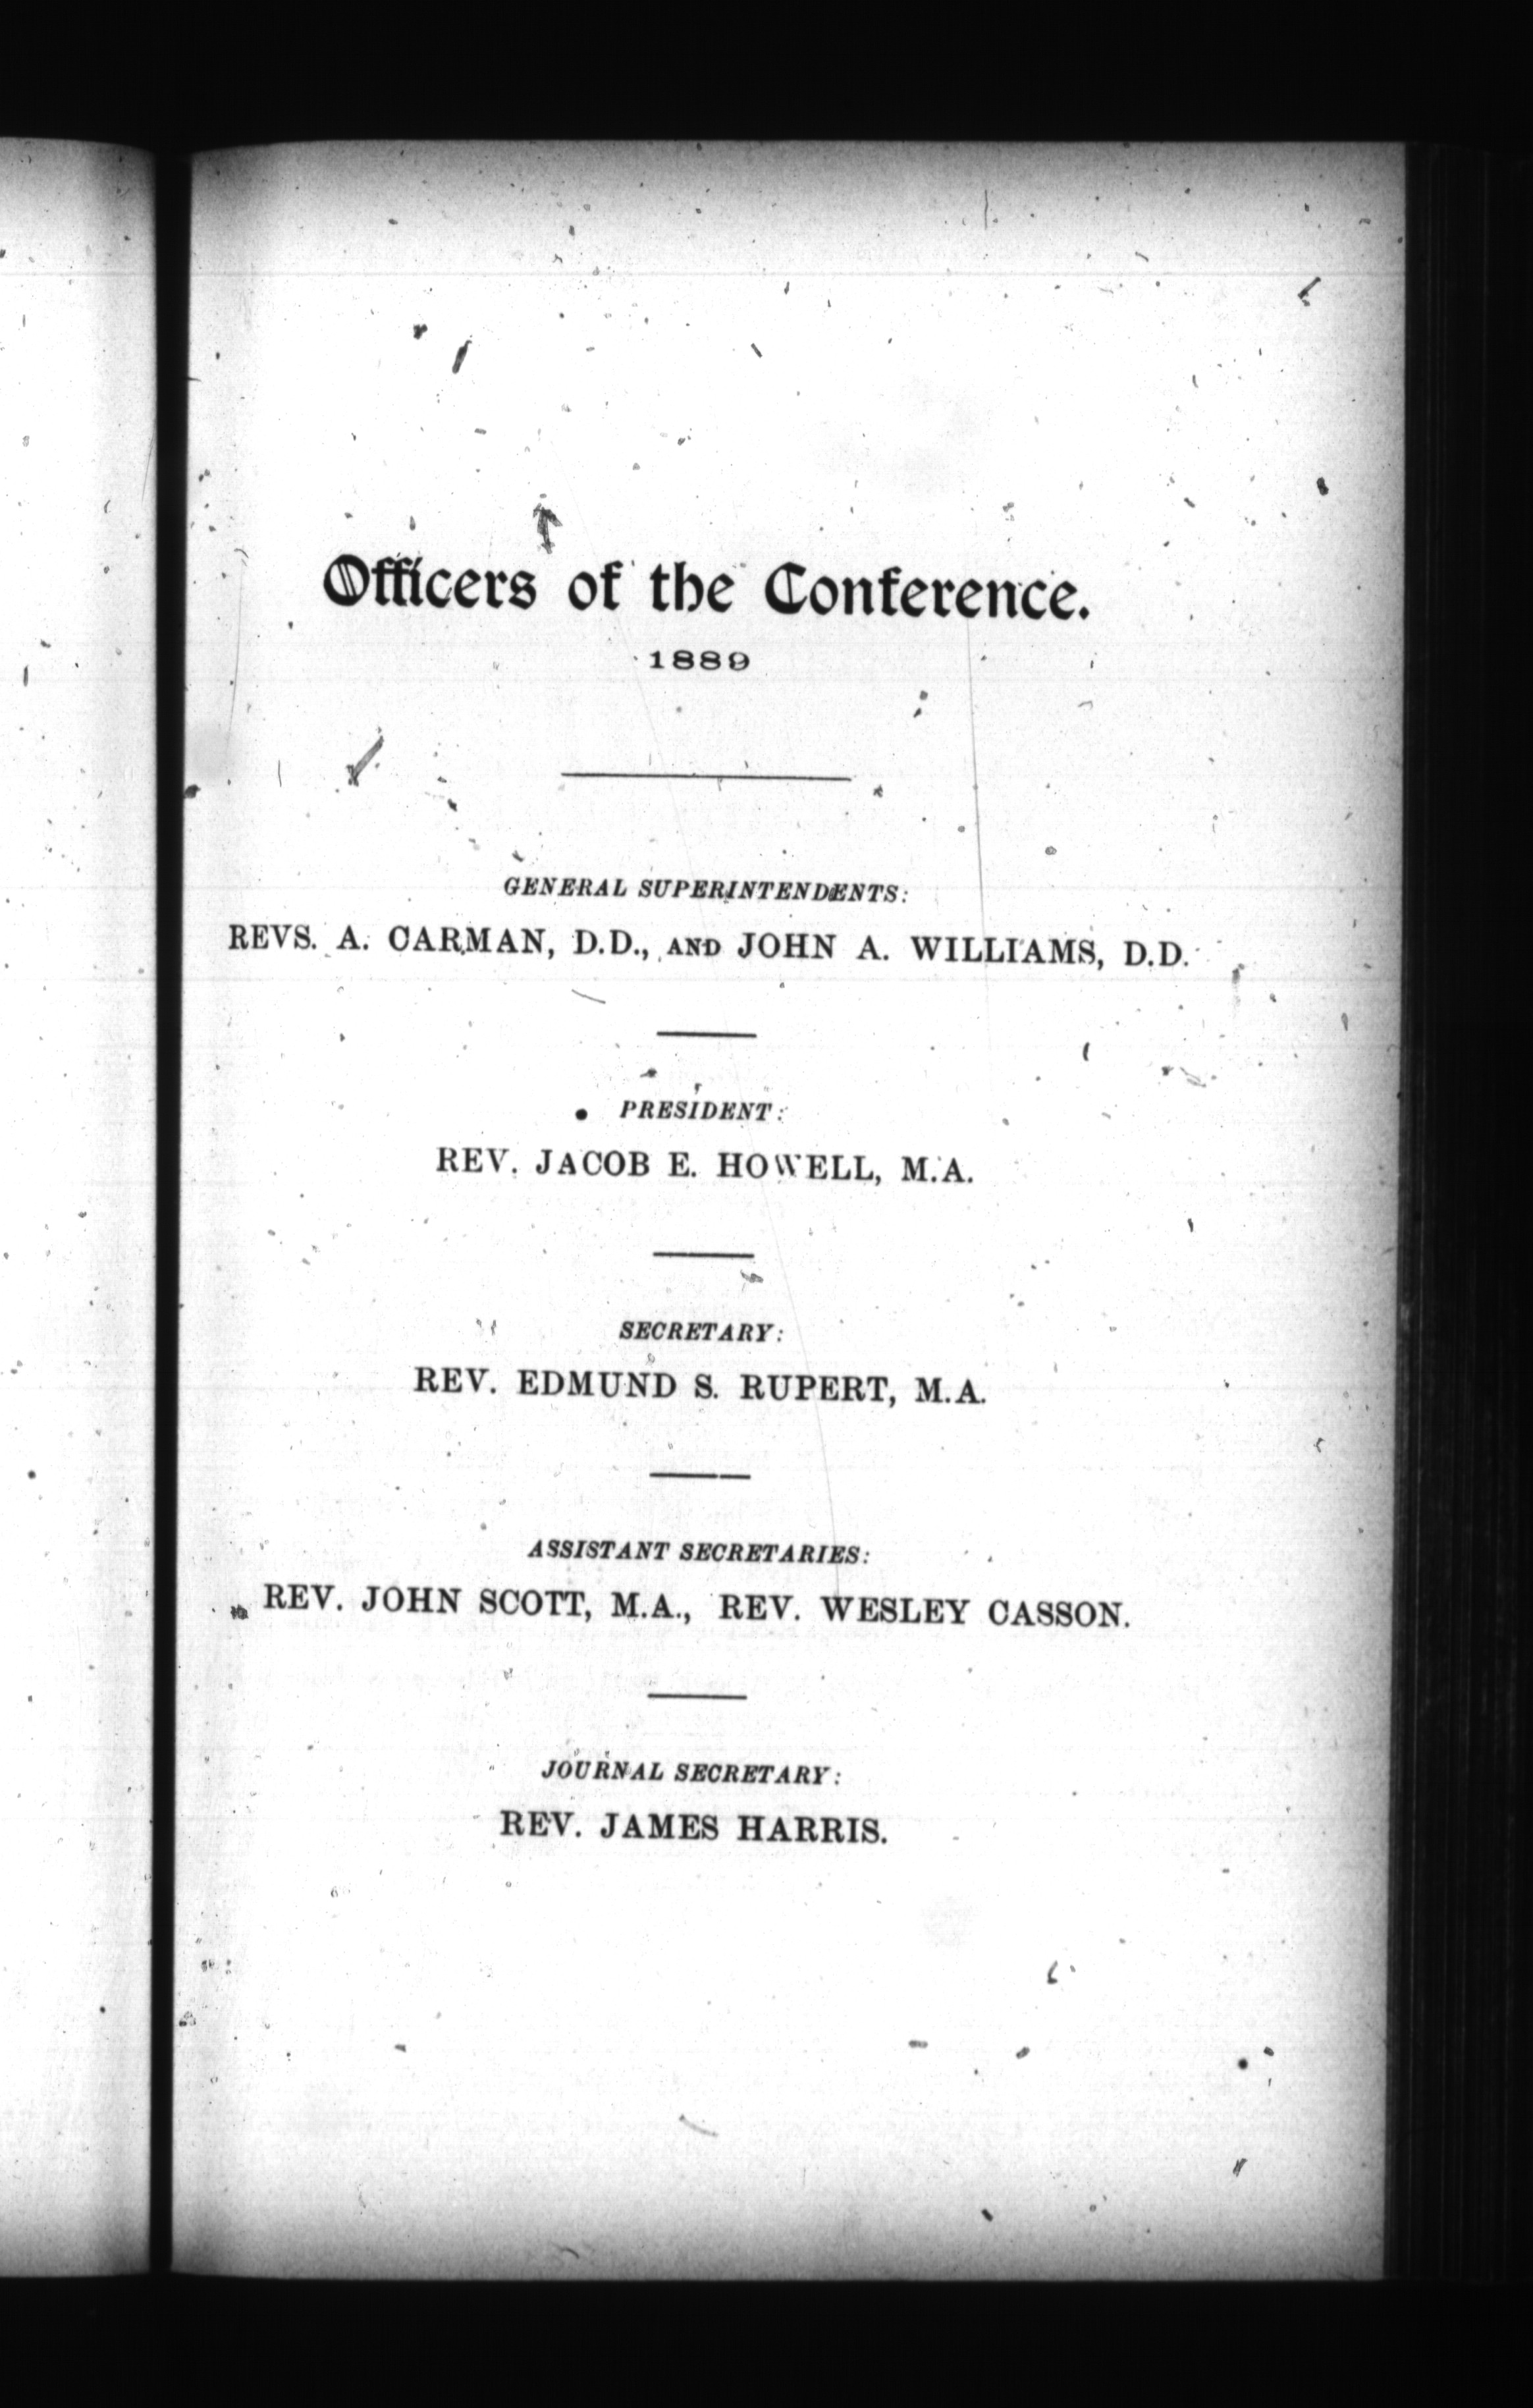 Officers of the Conference.
1889
GENERAL SUPERINTENDENTS:
REVS. A. CARMAN, D.D., AND JOHN A. WILLIAMS, D.D.
PRESIDENT:
REV. JACOB E. HOWELL, M.A.
SECRETARY:
REV. EDMUND S. RUPERT, M.A.
ASSISTANT SECRETARIES:
REV. JOHN SCOTT, M.A., REV. WESLEY CASSON.
JOURNAL SECRETARY:
REV. JAMES HARRIS.